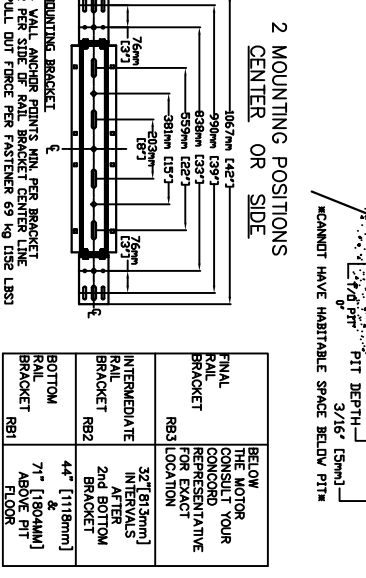 2 MOUNTING POSITIONS
CENTER OR SIDE
1067mm [42"]
990mm [39"]
838mm [33"]
559mm [22"]
381mm [15"]
203mm
[8"]
76mm
[3"]
76mm
[3"]
MOUNTING BRACKET
WALL ANCHOR POINTS MIN. PER BRACKET
PER SIDE OF RAIL BRACKET CENTER LINE
PULL OUT FORCE PER FASTENER 69 kg [152 LBS]
T/O PIT
0"
PIT DEPTH
3/16" [5mm]
*CANNOT HAVE HABITABLE SPACE BELOW PIT*
FINAL
RAIL
BRACKET RB3
BELOW
THE MOTOR
CONSULT YOUR
CONCORD
REPRESENTATIVE
FOR EXACT
LOCATION
INTERMEDIATE
RAIL
BRACKET RB2
32"[813mm]
INTERVALS
AFTER
2nd BOTTOM
BRACKET
BOTTOM
RAIL
BRACKET RB1
44" [1118mm]
&
71" [1804MM]
ABOVE PIT
FLOOR